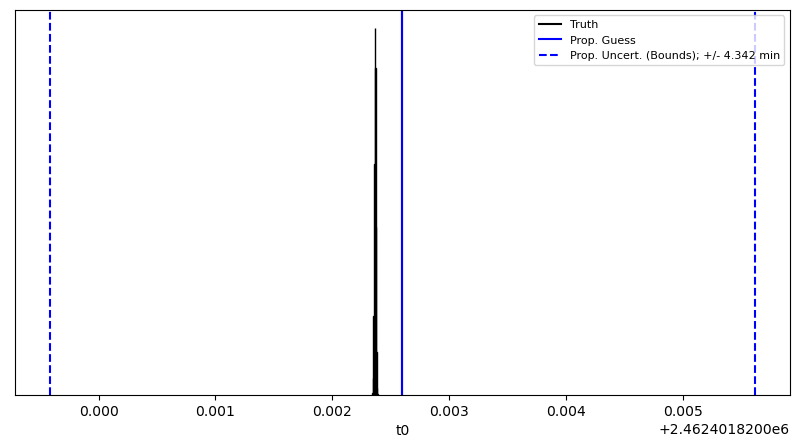 Truth
Prop. Guess
Prop. Uncert. (Bounds); +/- 4.342 min
0.000 0.001 0.002 0.003 0.004 0.005
t0
+2.4624018200e6